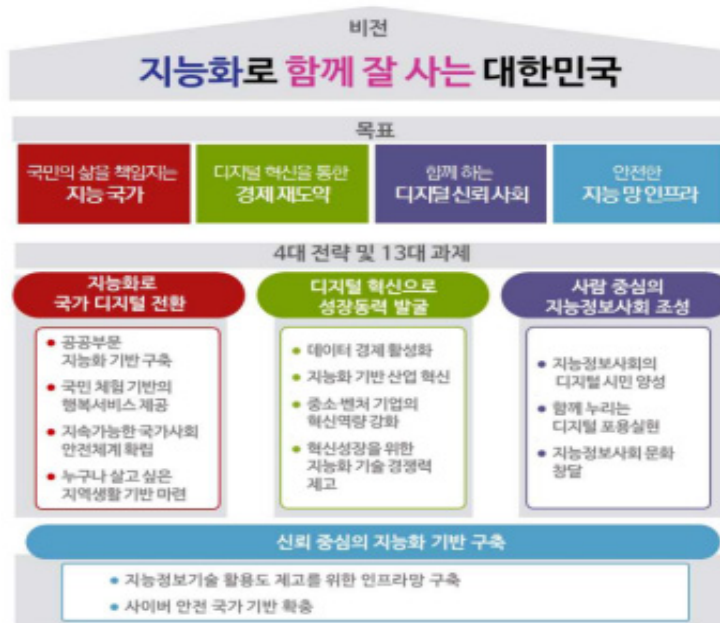 비전
지능화로 함께 잘 사는 대한민국
목표
국민의 삶을 책임지는
지능 국가
디지털 혁신을 통한
경제 재도약
함께 하는
디지털 신뢰 사회
안전한
지능 망 인프라
4대 전략 및 13대 과제
지능화로
국가 디지털 전환
• 공공부문
지능화 기반 구축
• 국민 체험 기반의
행복서비스 제공
• 지속가능한 국가사회
안전체계 확립
• 누구나 살고 싶은
지역생활 기반 마련
디지털 혁신으로
성장동력 발굴
• 데이터 경제 활성화
• 지능화 기반 산업 혁신
• 중소·벤처 기업의
혁신역량 강화
• 혁신성장을 위한
지능화 기술 경쟁력
제고
사람 중심의
지능정보사회 조성
• 지능정보사회의
디지털 시민 양성
• 함께 누리는
디지털 포용실현
• 지능정보사회 문화
창달
신뢰 중심의 지능화 기반 구축
• 지능정보기술 활용도 제고를 위한 인프라망 구축
• 사이버 안전 국가 기반 확충